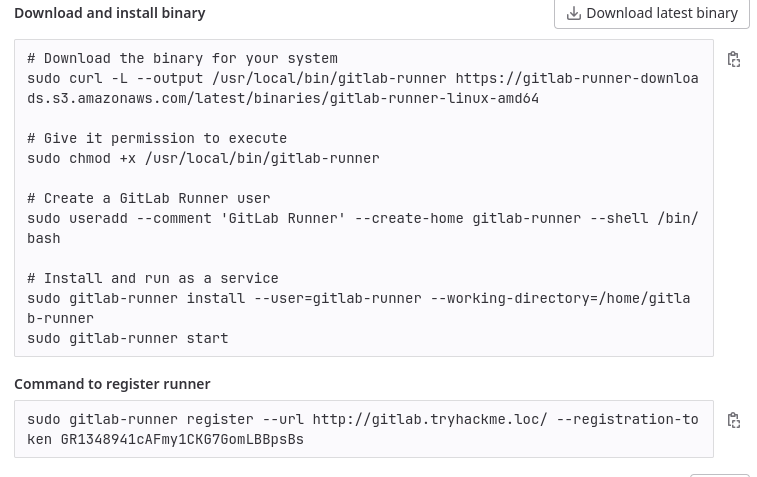 Download and install binary
Download latest binary
# Download the binary for your system
sudo curl -L --output /usr/local/bin/gitlab-runner https://gitlab-runner-downloa
ds.s3.amazonaws.com/latest/binaries/gitlab-runner-linux-amd64
# Give it permission to execute
sudo chmod +x /usr/local/bin/gitlab-runner
# Create a GitLab Runner user
sudo useradd --comment 'GitLab Runner' --create-home gitlab-runner --shell /bin/
bash
# Install and run as a service
sudo gitlab-runner install --user=gitlab-runner --working-directory=/home/gitla
b-runner
sudo gitlab-runner start
Command to register runner
sudo gitlab-runner register --url http://gitlab.tryhackme.loc/ --registration-to
ken GR1348941cAFmy1CKG7GomLBBpsBs